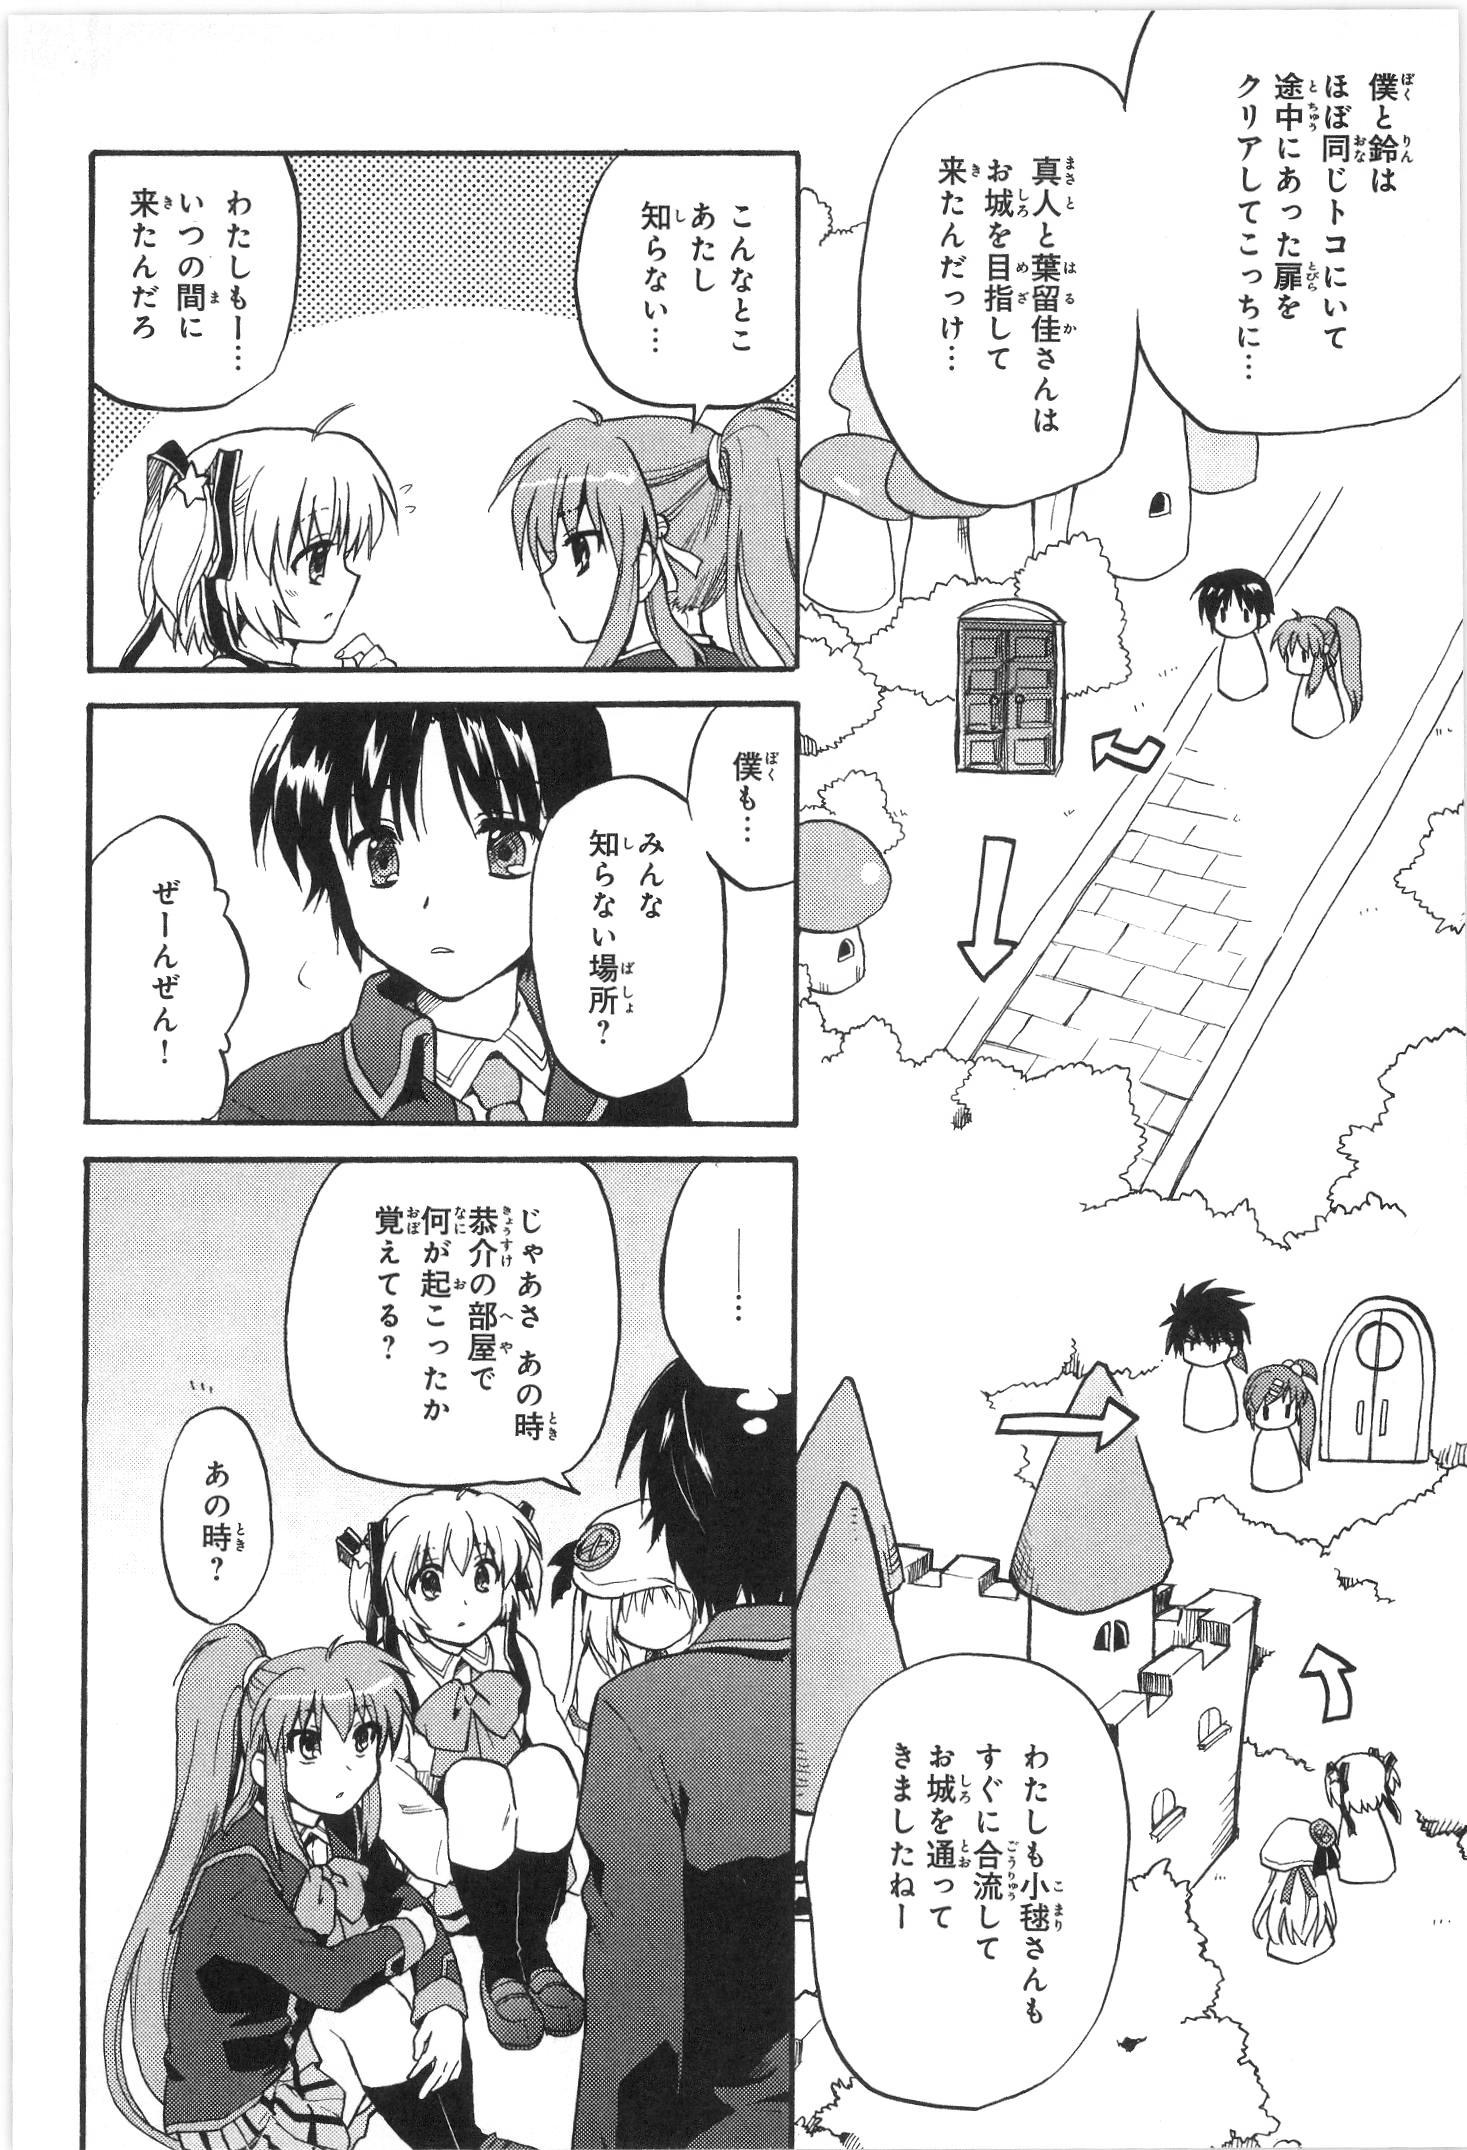 僕と鈴は
ほぼ同じトコにいて
途中にあった扉を
クリアしてこっちに…
真人と葉留佳さんは
お城を目指して
来たんだっけ…
わたしも小毬さんも
すぐに合流して
お城を通って
きましたねー
こんなとこ
あたし
知らない…
わたしもー…
いつの間に
来たんだろ
僕も…
みんな
知らない場所?
ぜーんぜん!
――…
じゃあさ あの時
恭介の部屋で
何が起こったか
覚えてる?
あの時?